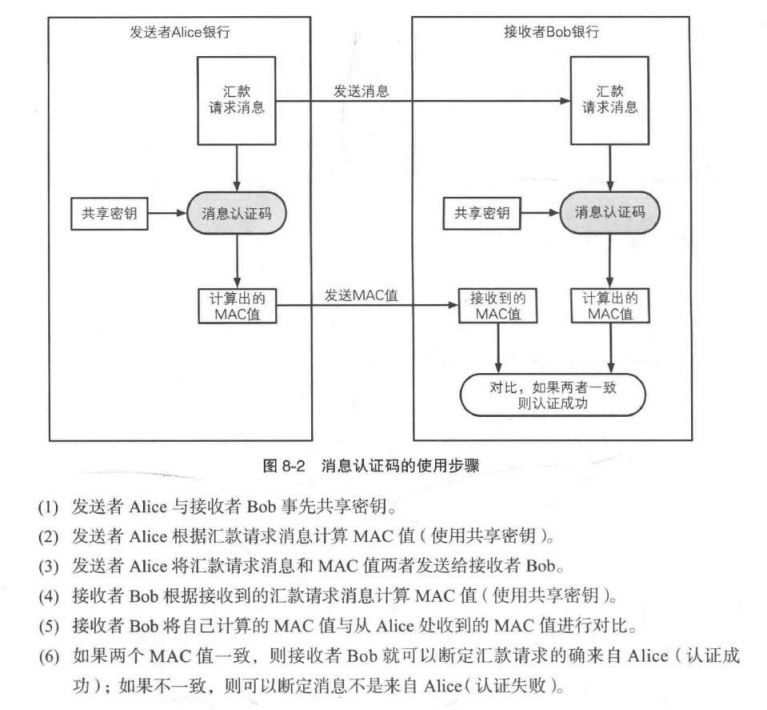 发送者Alice银行
接收者Bob银行
汇款
请求消息
发送消息
汇款
请求消息
共享密钥
消息认证码
共享密钥
消息认证码
计算出的
MAC值
发送MAC值
接收到的
MAC值
计算出的
MAC值
对比，如果两者一致
则认证成功
图 8-2 消息认证码的使用步骤
(1) 发送者 Alice 与接收者 Bob 事先共享密钥。
(2) 发送者 Alice 根据汇款请求消息计算 MAC 值（使用共享密钥）。
(3) 发送者 Alice 将汇款请求消息和 MAC 值两者发送给接收者 Bob。
(4) 接收者 Bob 根据接收到的汇款请求消息计算 MAC 值（使用共享密钥）。
(5) 接收者 Bob 将自己计算的 MAC 值与从 Alice 处收到的 MAC 值进行对比。
(6) 如果两个 MAC 值一致，则接收者 Bob 就可以断定汇款请求的确来自 Alice（认证成
功）；如果不一致，则可以断定消息不是来自 Alice（认证失败）。